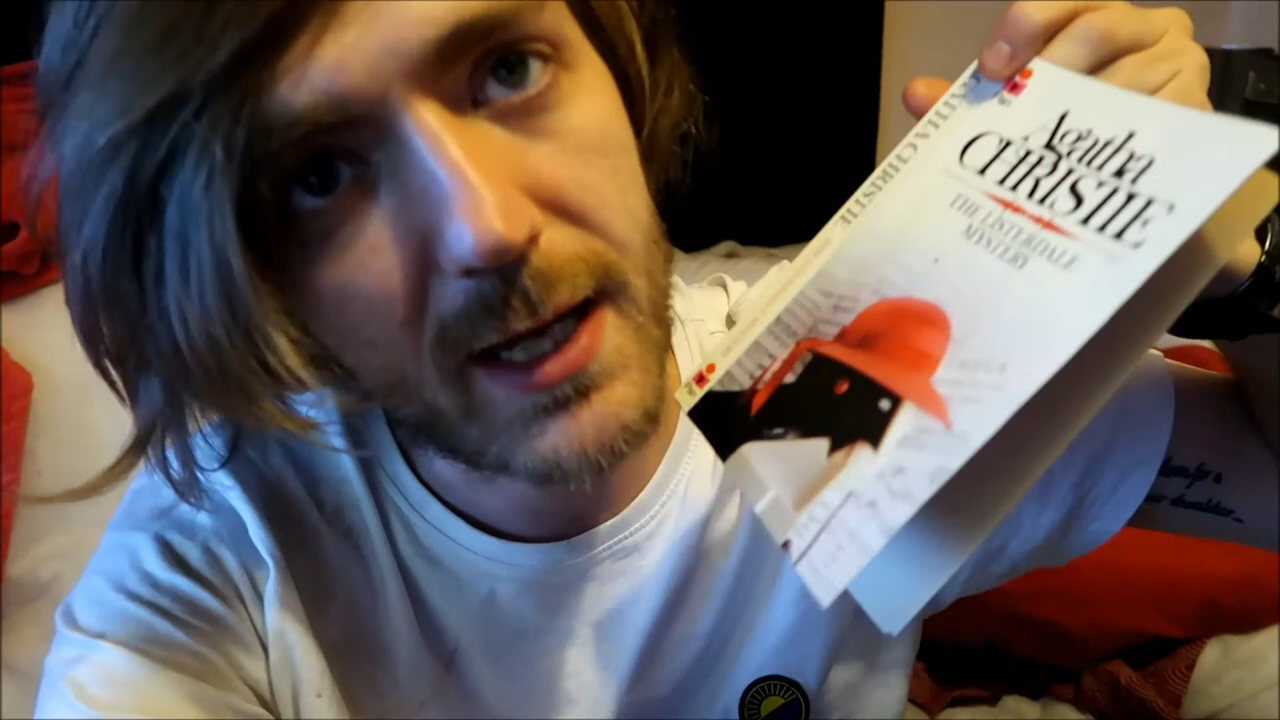 Agatha
CHRISTIE
THE LISTERDALE
MYSTERY
AGATHA CHRISTIE